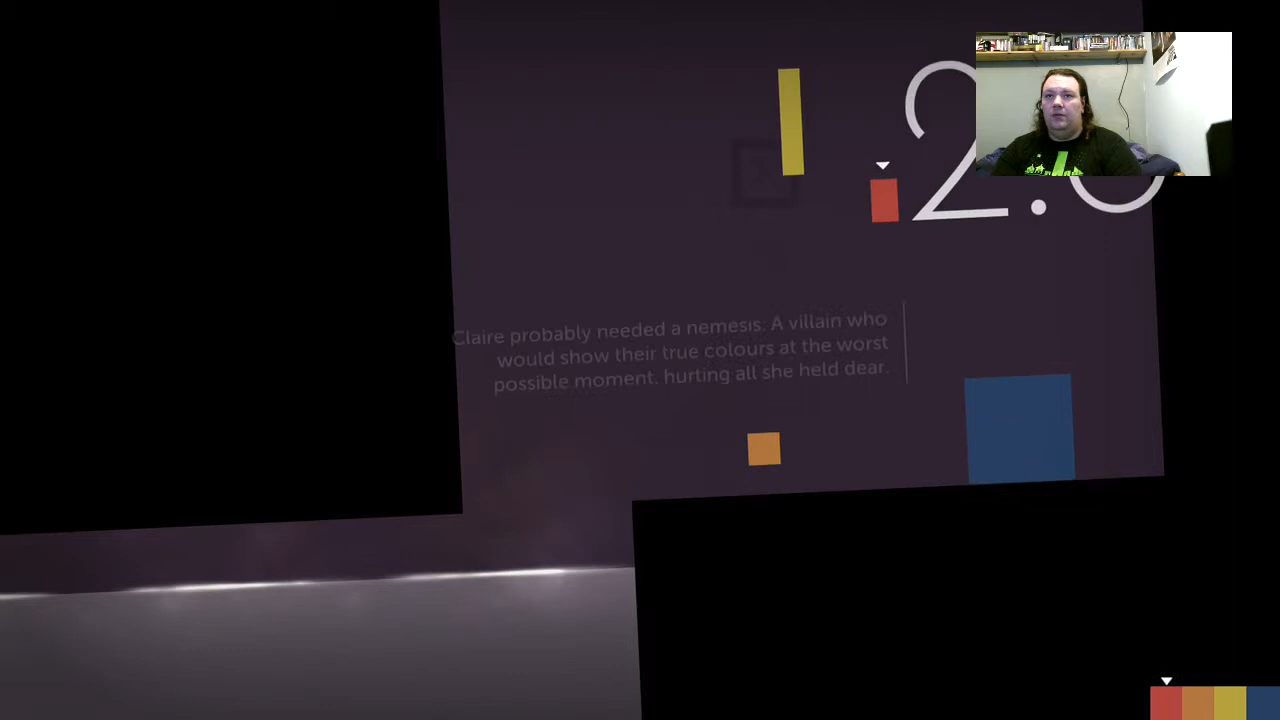 2.
Claire probably needed a nemesis. A villain who
would show their true colours at the worst
possible moment, hurting all she held dear.